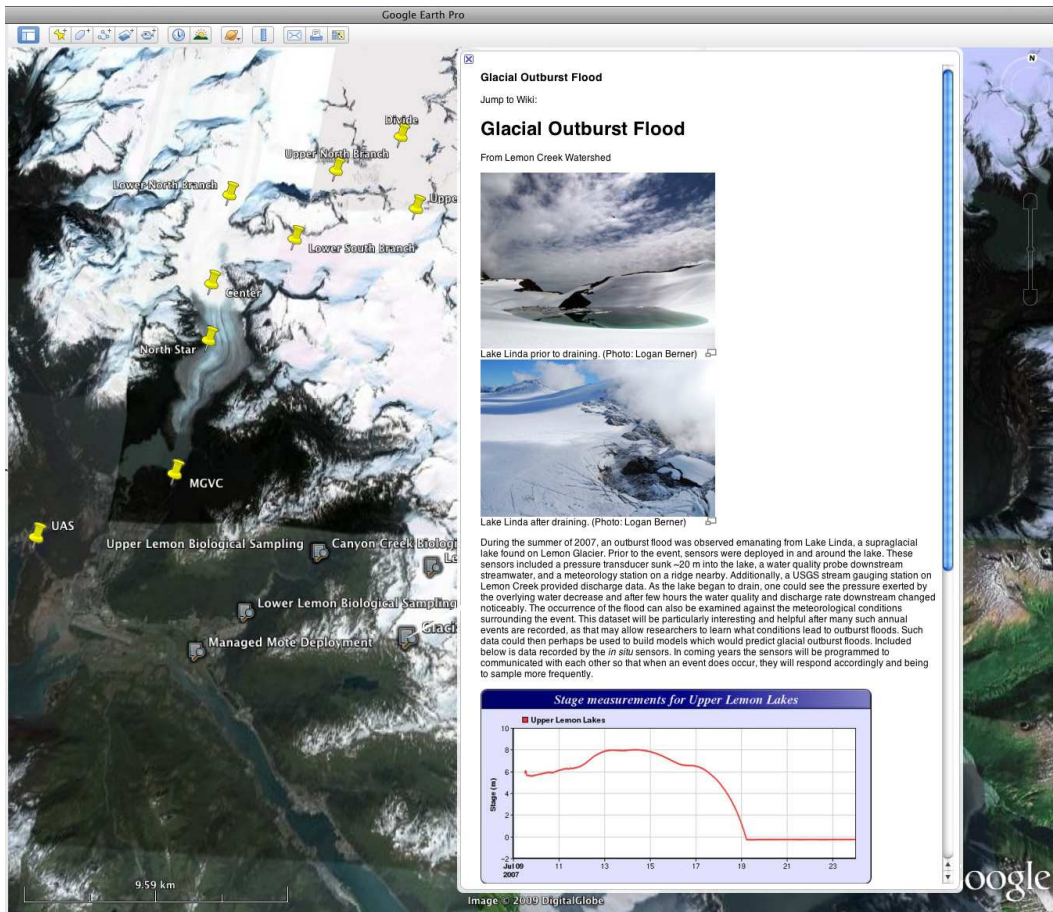 Google Earth Pro
Divide
Upper North Branch
Lower North Branch
Uppe
Lower South Branch
Center
North Star
MGVC
UAS
Upper Lemon Biological Sampling
Canyon Creek Biologi
Le
Lower Lemon Biological Sampling
Glaci
Managed Mote Deployment
9.59 km
Image © 2009 DigitalGlobe
oogle
N
Glacial Outburst Flood
Jump to Wiki:
Glacial Outburst Flood
From Lemon Creek Watershed
Lake Linda prior to draining. (Photo: Logan Berner)
Lake Linda after draining. (Photo: Logan Berner)
During the summer of 2007, an outburst flood was observed emanating from Lake Linda, a supraglacial
lake found on Lemon Glacier. Prior to the event, sensors were deployed in and around the lake. These
sensors included a pressure transducer sunk ~20 m into the lake, a water quality probe downstream
streamwater, and a meteorology station on a ridge nearby. Additionally, a USGS stream gauging station on
Lemon Creek provided discharge data. As the lake began to drain, one could see the pressure exerted by
the overlying water decrease and after few hours the water quality and discharge rate downstream changed
noticeably. The occurrence of the flood can also be examined against the meteorological conditions
surrounding the event. This dataset will be particularly interesting and helpful after many such annual
events are recorded, as that may allow researchers to learn what conditions lead to outburst floods. Such
data could then perhaps be used to build models which would predict glacial outburst floods. Included
below is data recorded by the in situ sensors. In coming years the sensors will be programmed to
communicated with each other so that when an event does occur, they will respond accordingly and being
to sample more frequently.
Stage measurements for Upper Lemon Lakes
Upper Lemon Lakes
Stage (m)
10
8
6
4
2
0
-2
Jul 09 11 13 15 17 19 21 23
2007